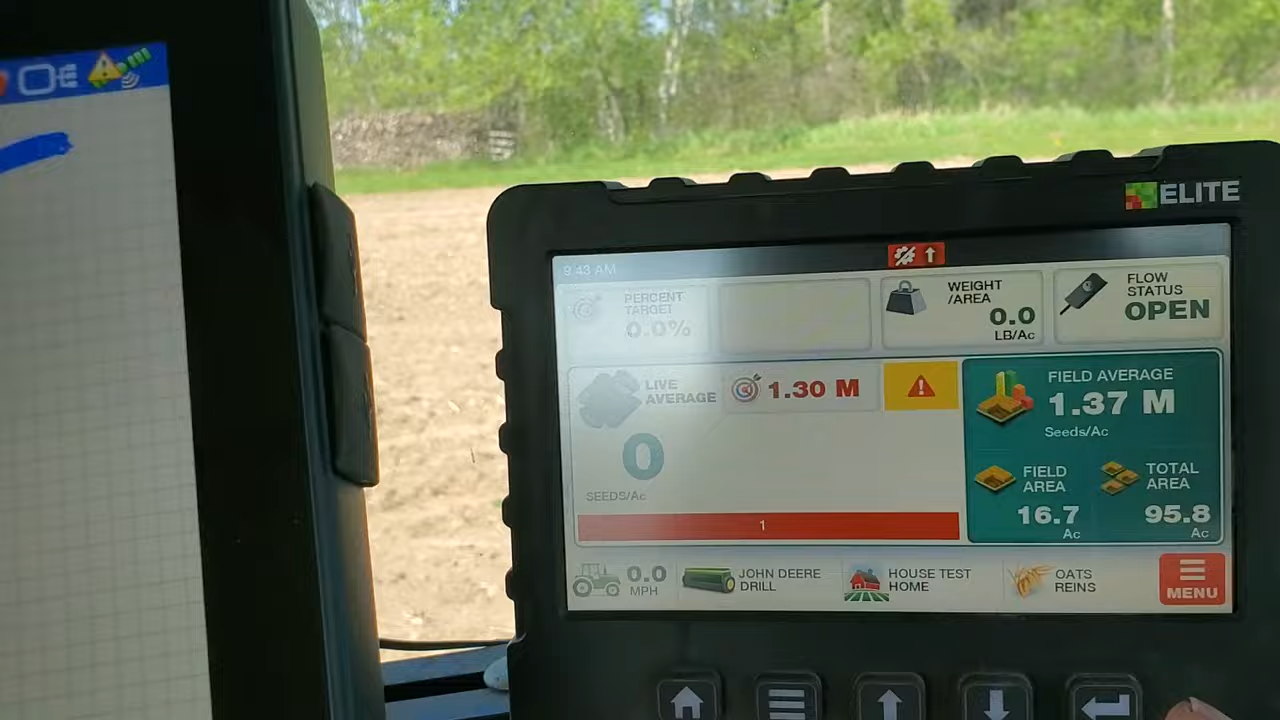 ELITE
9:43 AM
PERCENT
TARGET
0.0%
WEIGHT
/AREA
0.0
LB/Ac
FLOW
STATUS
OPEN
LIVE
AVERAGE
1.30 M
0
SEEDS/Ac
1
FIELD AVERAGE
1.37 M
Seeds/Ac
FIELD
AREA
16.7
Ac
TOTAL
AREA
95.8
Ac
0.0
MPH
JOHN DEERE
DRILL
HOUSE TEST
HOME
OATS
REINS
MENU